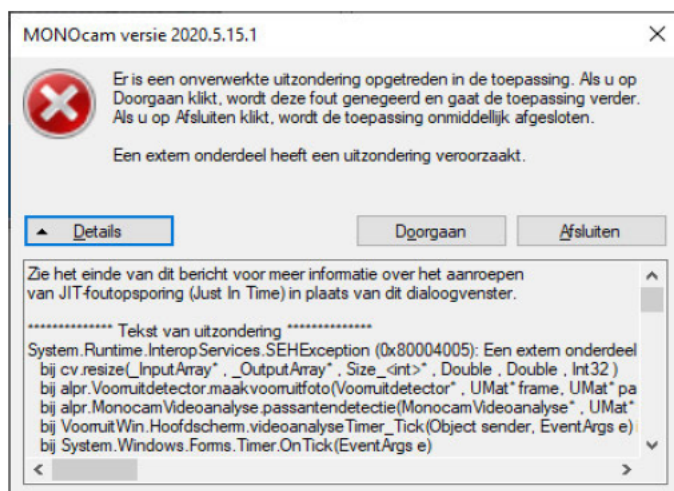 MONOcam versie 2020.5.15.1
Er is een onverwerkte uitzondering opgetreden in de toepassing. Als u op
Doorgaan klikt, wordt deze fout genegeerd en gaat de toepassing verder.
Als u op Afsluiten klikt, wordt de toepassing onmiddellijk afgesloten.
Een extern onderdeel heeft een uitzondering veroorzaakt.
Details
Doorgaan
Afsluiten
Zie het einde van dit bericht voor meer informatie over het aanroepen
van JIT-foutopsporing (Just In Time) in plaats van dit dialoogvenster.
************** Tekst van uitzondering **************
System.Runtime.InteropServices.SEHException (0x80004005): Een extern onderdeel
bij cv.resize(_InputArray* , _OutputArray* , Size_<int>* , Double , Double , Int32 )
bij alpr.Voorruitdetector.maakvoorruitfoto(Voorruitdetector* , UMat* frame, UMat* pa
bij alpr.MonocamVideoanalyse.passantendetectie(MonocamVideoanalyse* , UMat*
bij VoorruitWin.Hoofdscherm.videoanalyseTimer_Tick(Object sender, EventArgs e)
bij System.Windows.Forms.Timer.OnTick(EventArgs e)